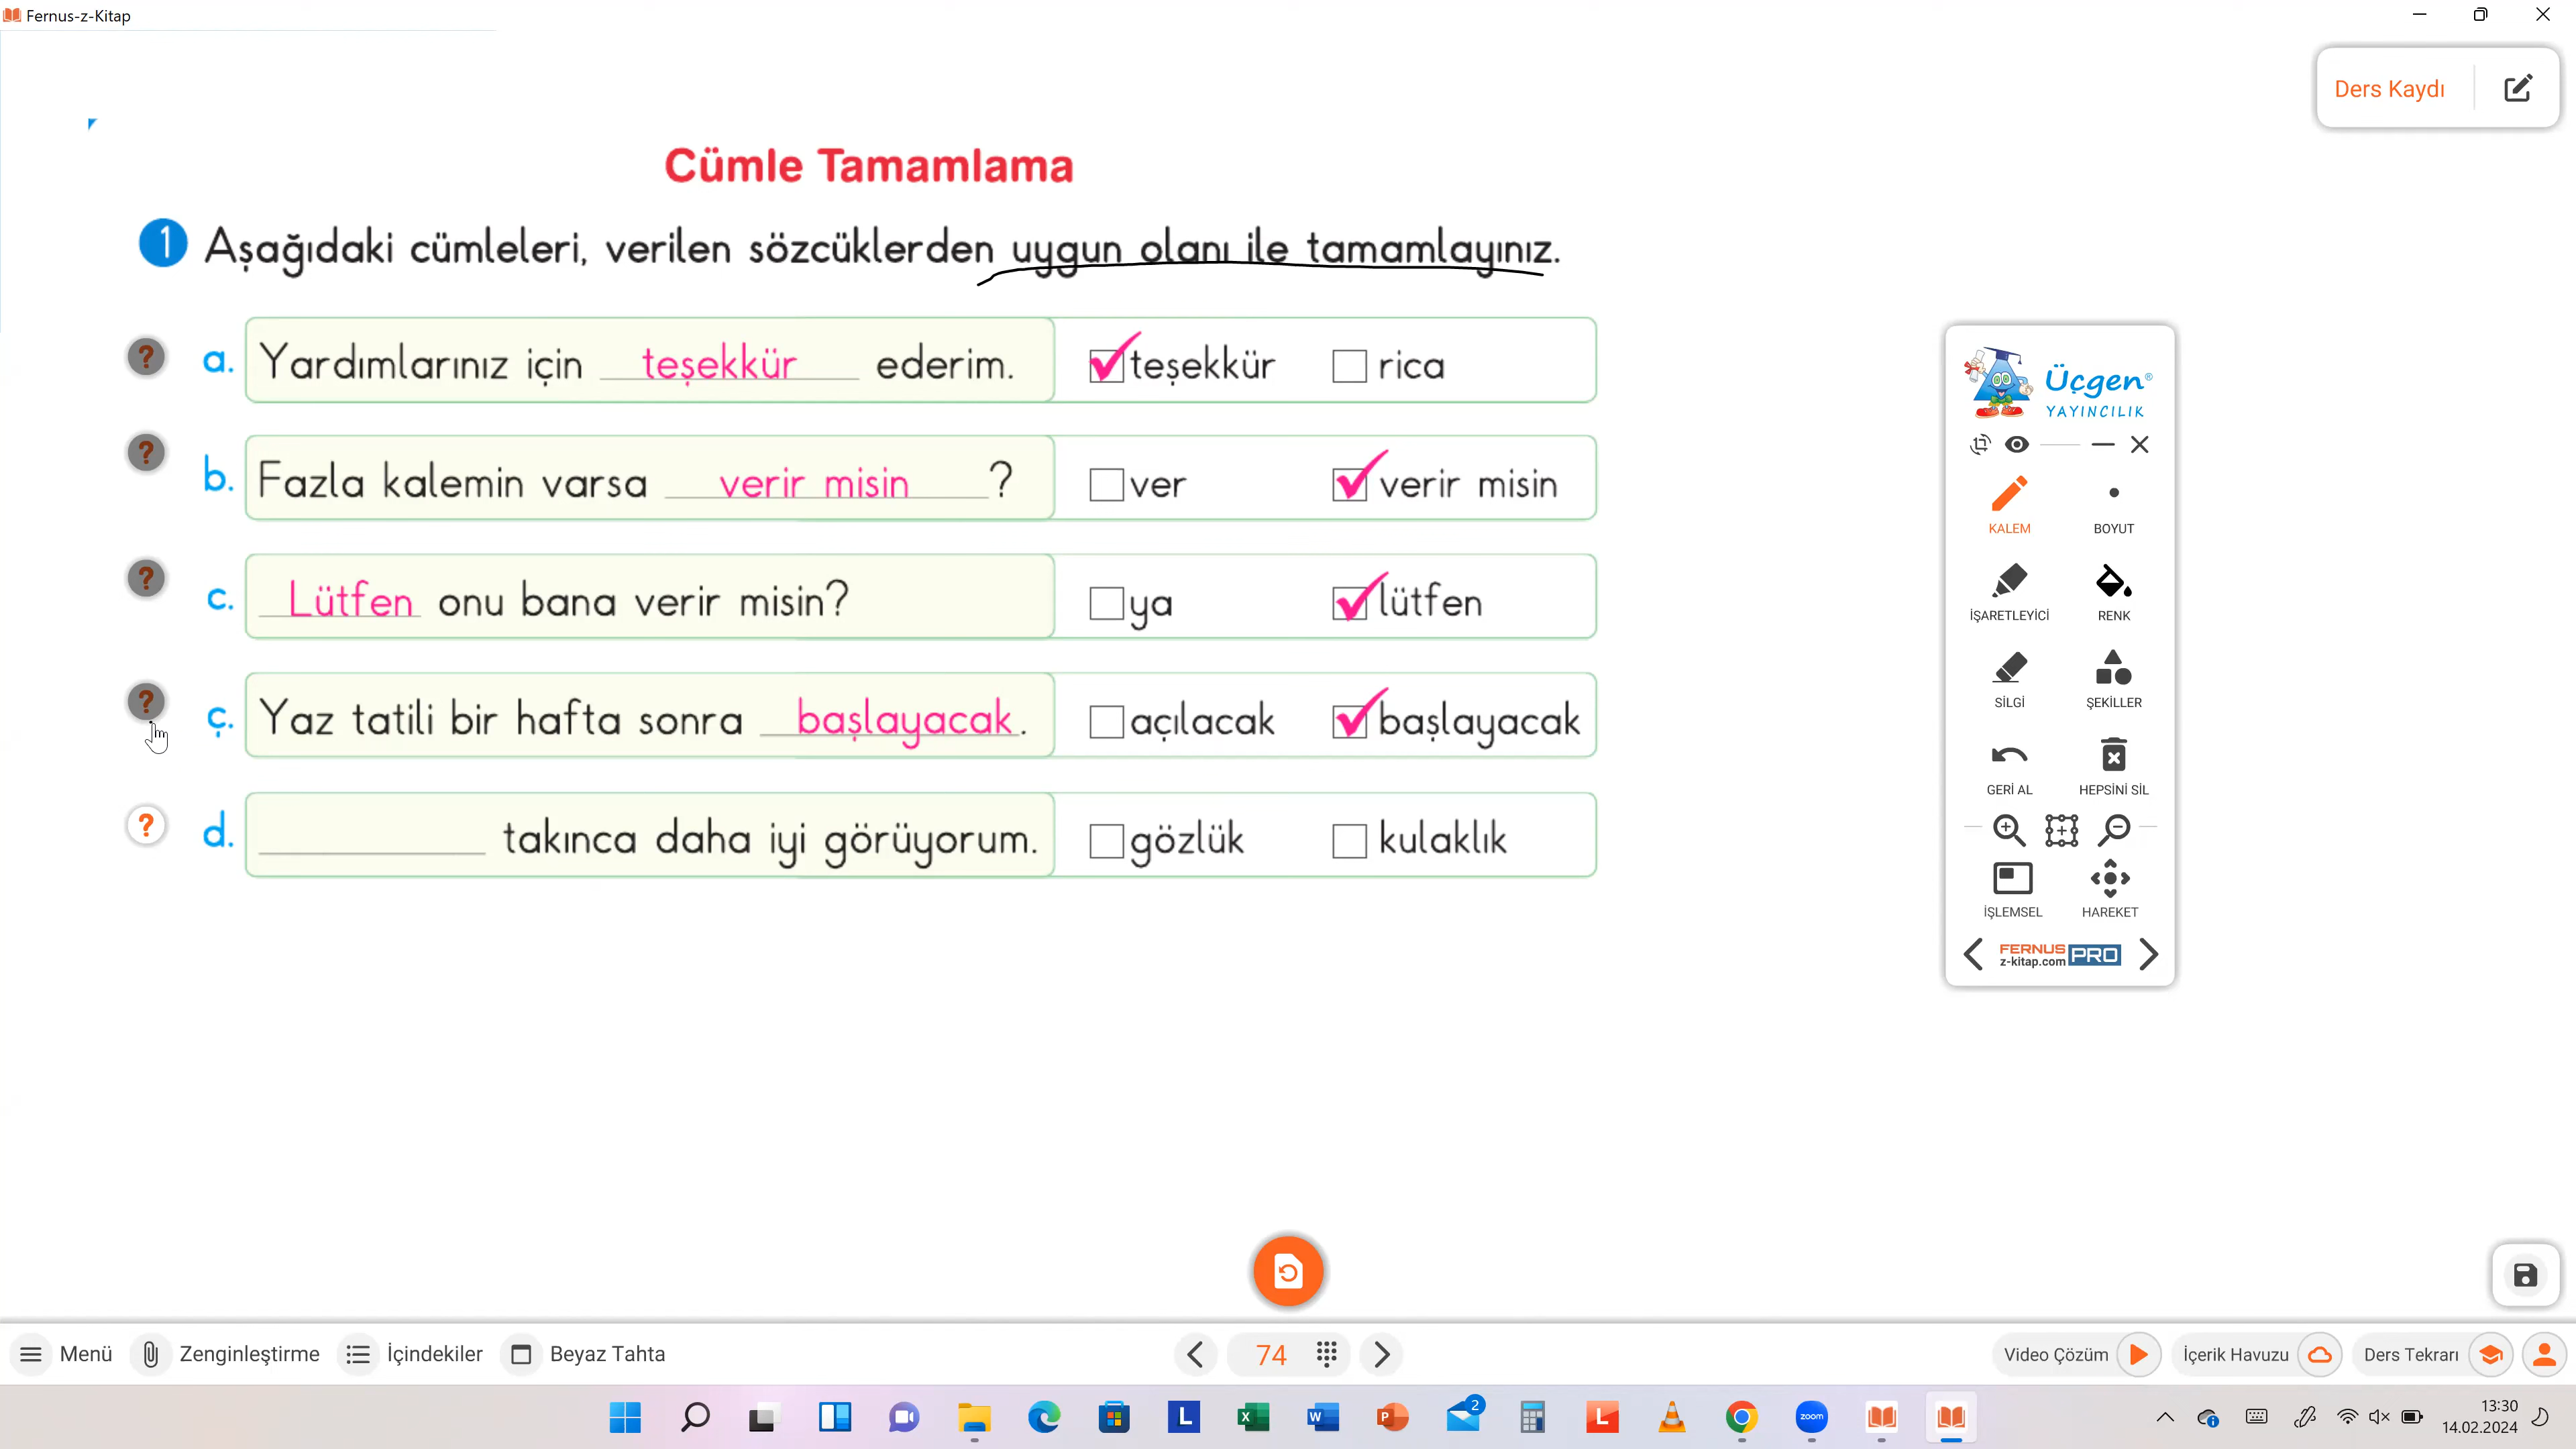 Fernus-z-Kitap
Ders Kaydı
Cümle Tamamlama
1 Aşağıdaki cümleleri, verilen sözcüklerden uygun olanı ile tamamlayınız.
? a. Yardımlarınız için teşekkür ederim. teşekkür rica
? b. Fazla kalemin varsa verir misin ? ver verir misin
? c. Lütfen onu bana verir misin? ya lütfen
? ç. Yaz tatili bir hafta sonra başlayacak. açılacak başlayacak
? d. takınca daha iyi görüyorum. gözlük kulaklık
Üçgen®
YAYINCILIK
KALEM BOYUT
İŞARETLEYİCİ RENK
SİLGİ ŞEKİLLER
GERİ AL HEPSİNİ SİL
İŞLEMSEL HAREKET
FERNUS PRO
z-kitap.com
Menü Zenginleştirme İçindekiler Beyaz Tahta 74 Video Çözüm İçerik Havuzu Ders Tekrarı
L X W P 2 L zoom
13:30
14.02.2024